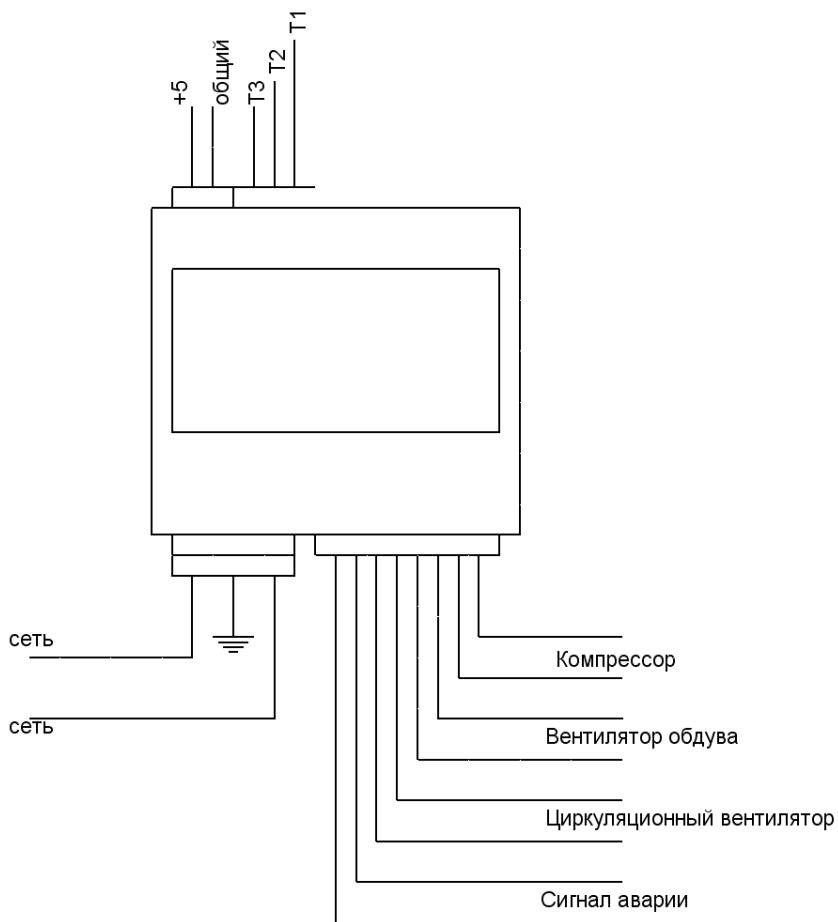 +5
общий
Т3
Т2
Т1
сеть
сеть
Компрессор
Вентилятор обдува
Циркуляционный вентилятор
Сигнал аварии